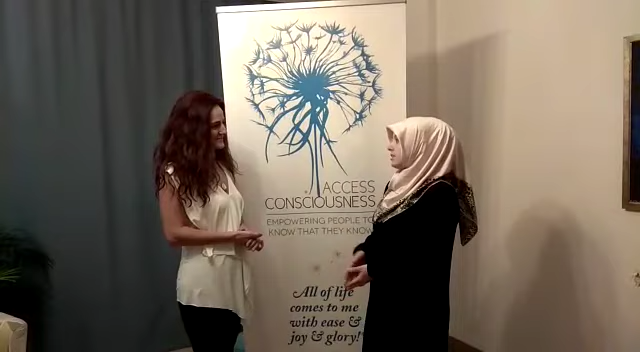 ACCESS
CONSCIOUSNESS
EMPOWERING PEOPLE TO
KNOW THAT THEY KNOW
All of life
comes to me
with ease &
joy & glory!